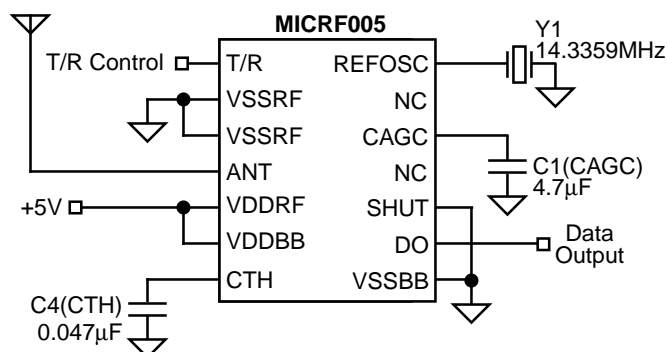 MICRF005
Y1
14.3359MHz
T/R Control
T/R
REFOSC
VSSRF
NC
VSSRF
CAGC
ANT
NC
C1(CAGC)
4.7µF
+5V
VDDRF
SHUT
VDDBB
DO
Data
Output
CTH
VSSBB
C4(CTH)
0.047µF